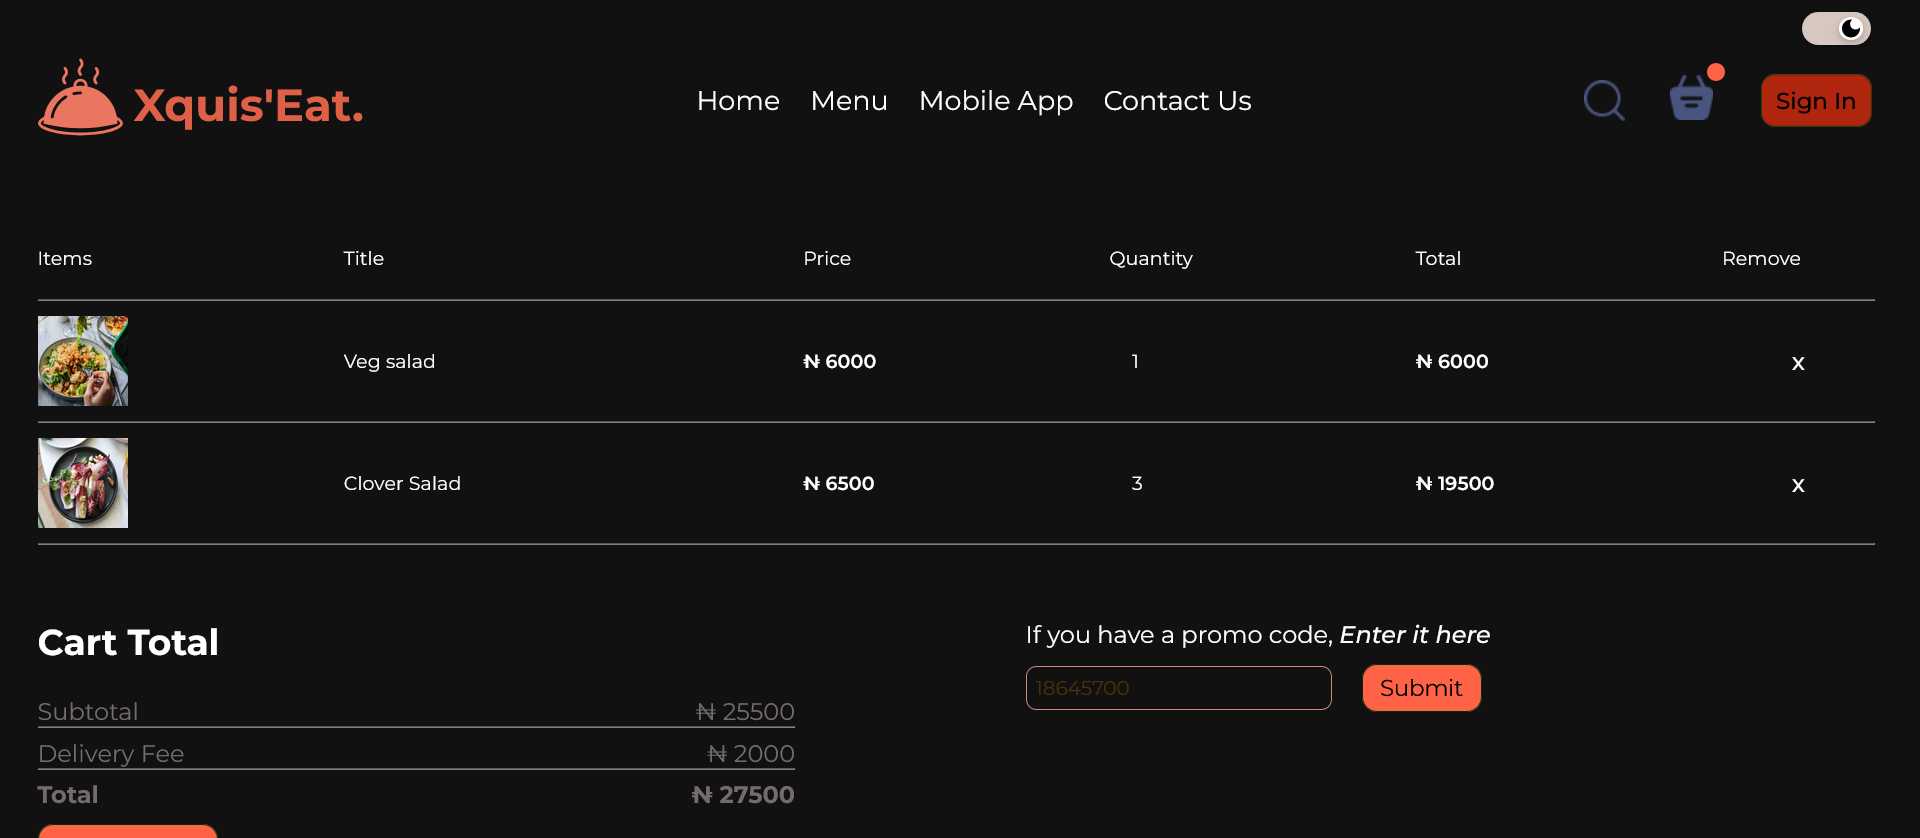 Xquis'Eat.
Home Menu Mobile App Contact Us
Sign In
Items Title Price Quantity Total Remove
Veg salad ₦ 6000 1 ₦ 6000 x
Clover Salad ₦ 6500 3 ₦ 19500 x
Cart Total
Subtotal ₦ 25500
Delivery Fee ₦ 2000
Total ₦ 27500
If you have a promo code, Enter it here
18645700 Submit